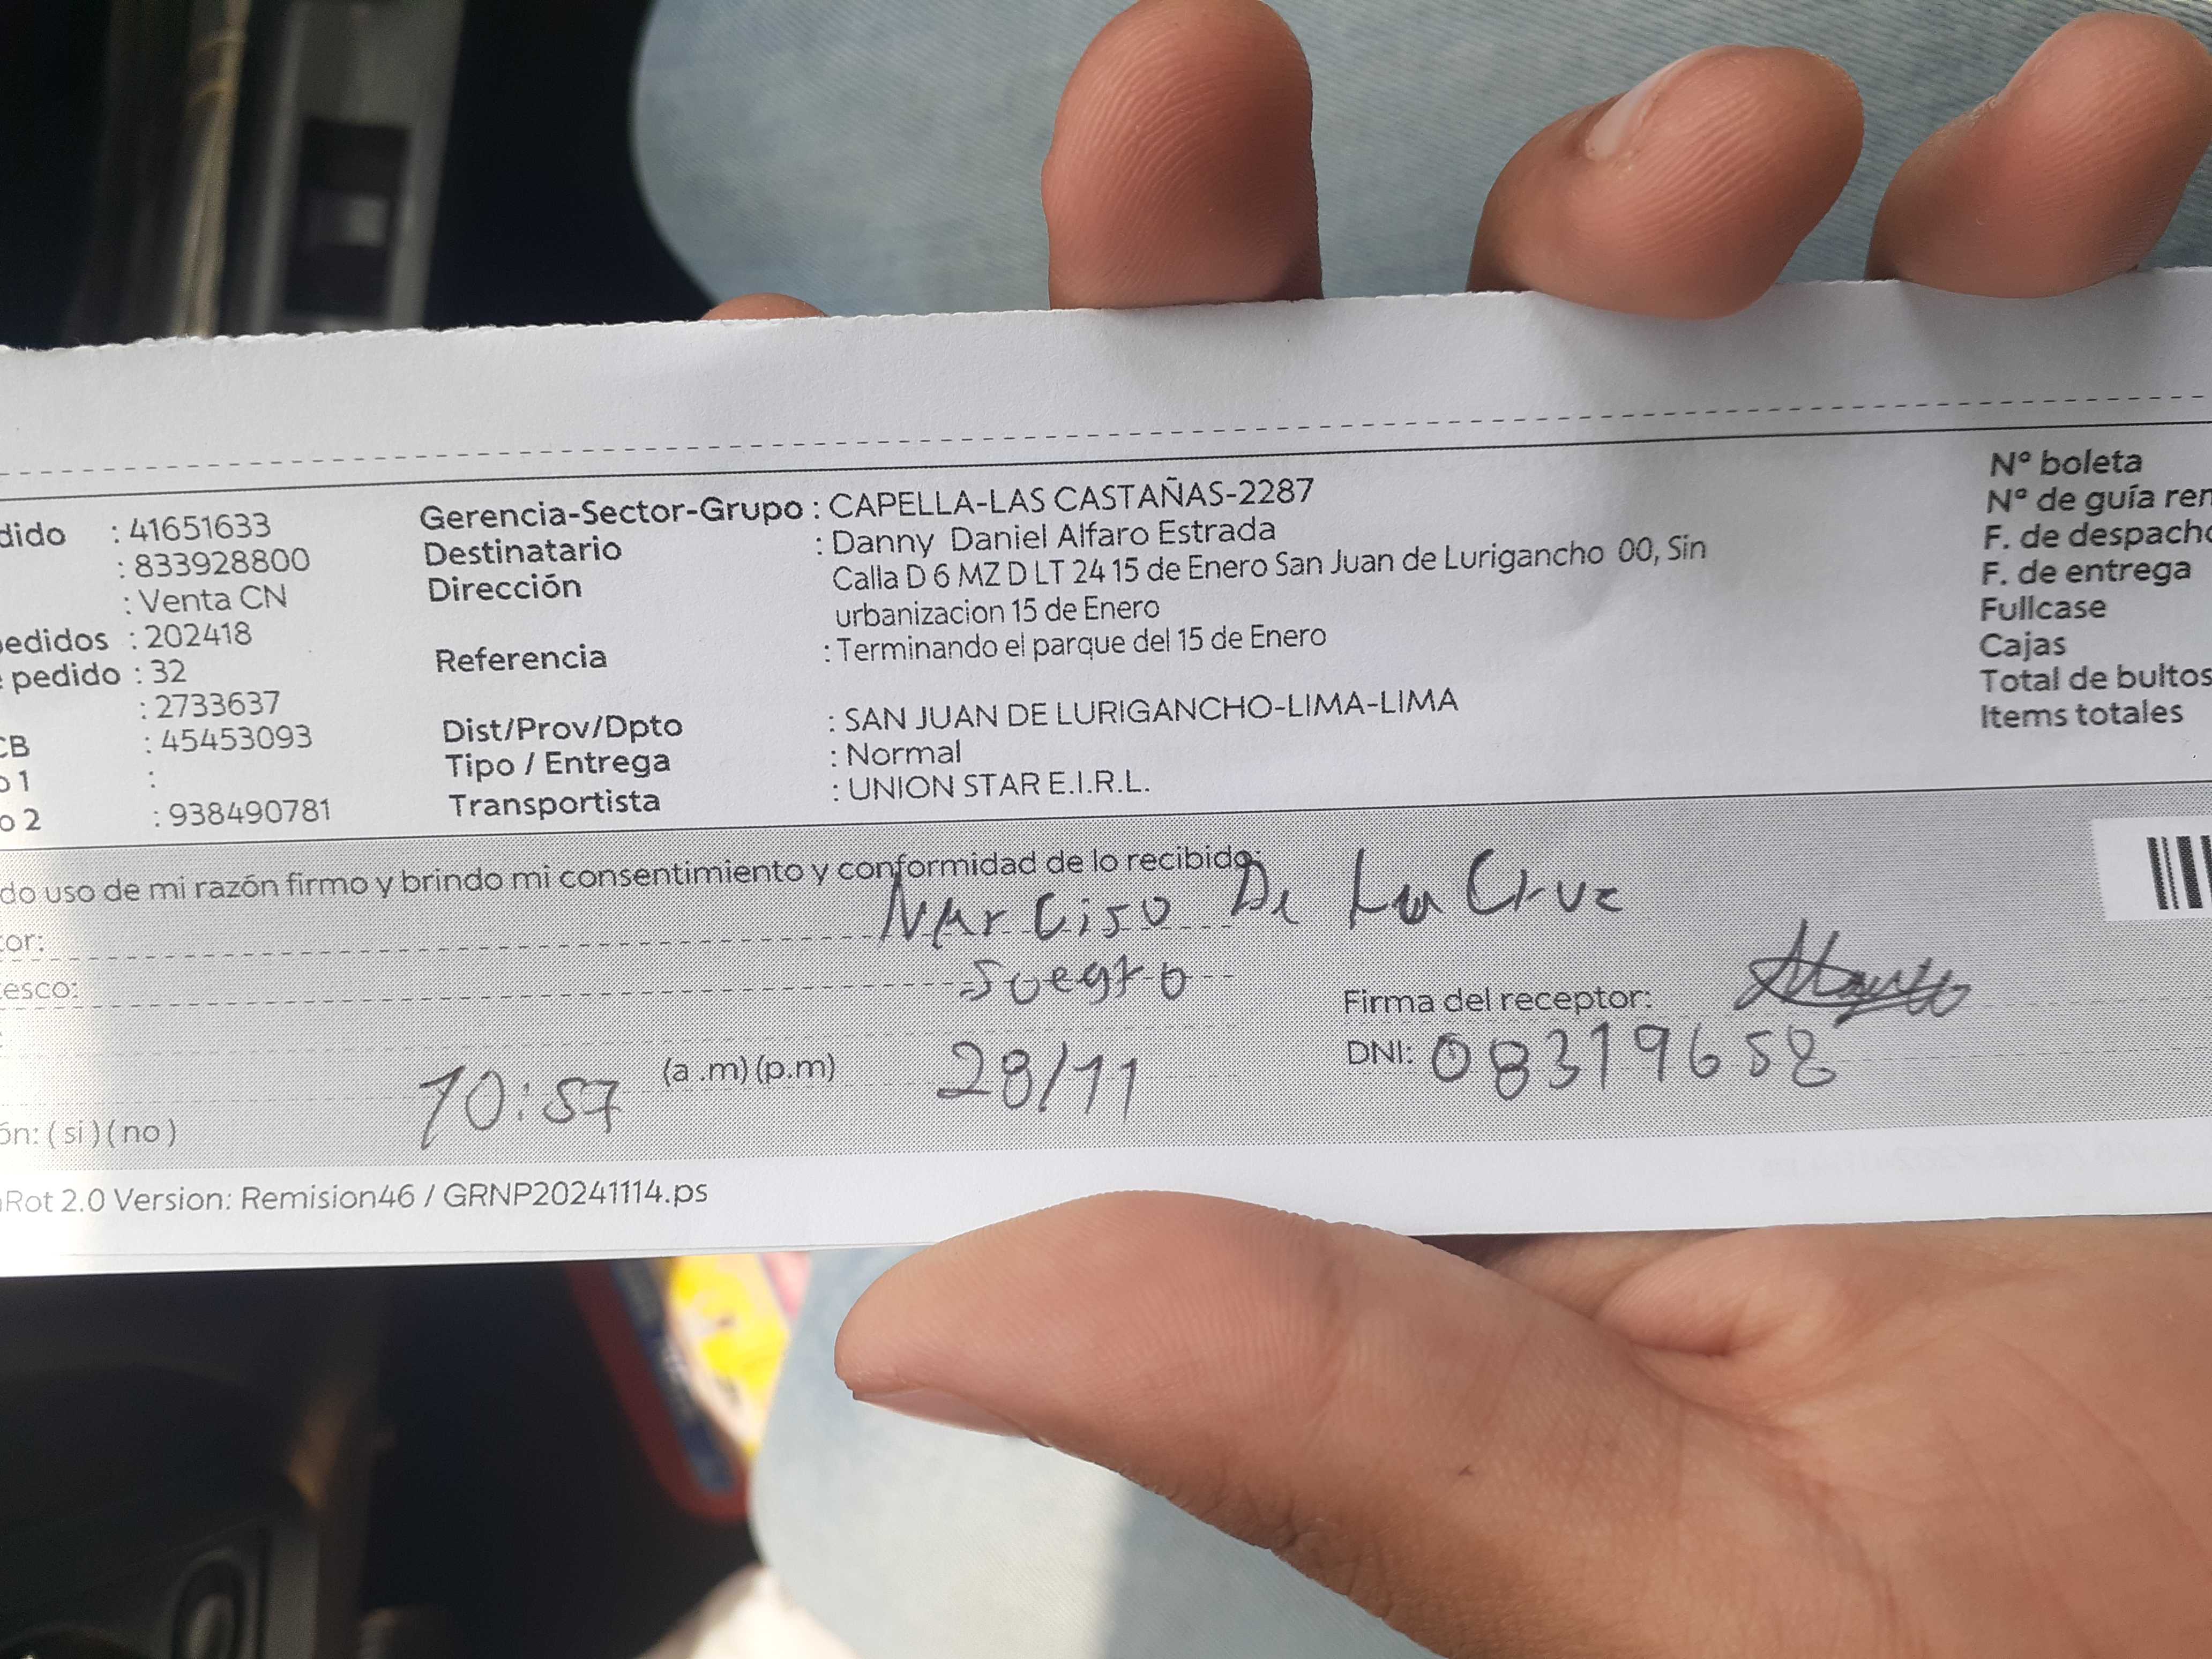 dido : 41651633
: 833928800
: Venta CN
pedidos : 202418
e pedido : 32
: 2733637
CB : 45453093
o 1 :
o 2 : 938490781
Gerencia-Sector-Grupo : CAPELLA-LAS CASTAÑAS-2287
Destinatario : Danny Daniel Alfaro Estrada
Dirección Calla D 6 MZ D LT 24 15 de Enero San Juan de Lurigancho 00, Sin
urbanizacion 15 de Enero
Referencia : Terminando el parque del 15 de Enero
Dist/Prov/Dpto : SAN JUAN DE LURIGANCHO-LIMA-LIMA
Tipo / Entrega : Normal
Transportista : UNION STAR E.I.R.L.
Nº boleta
Nº de guía rem
F. de despacho
F. de entrega
Fullcase
Cajas
Total de bultos
Items totales
do uso de mi razón firmo y brindo mi consentimiento y conformidad de lo recibido:
tor: Narciso De La Cruz
tesco: suegro
Firma del receptor:
10:57 (a .m) (p.m) 28/11 DNI: 08319658
ón: ( si ) ( no )
Rot 2.0 Version: Remision46 / GRNP20241114.ps